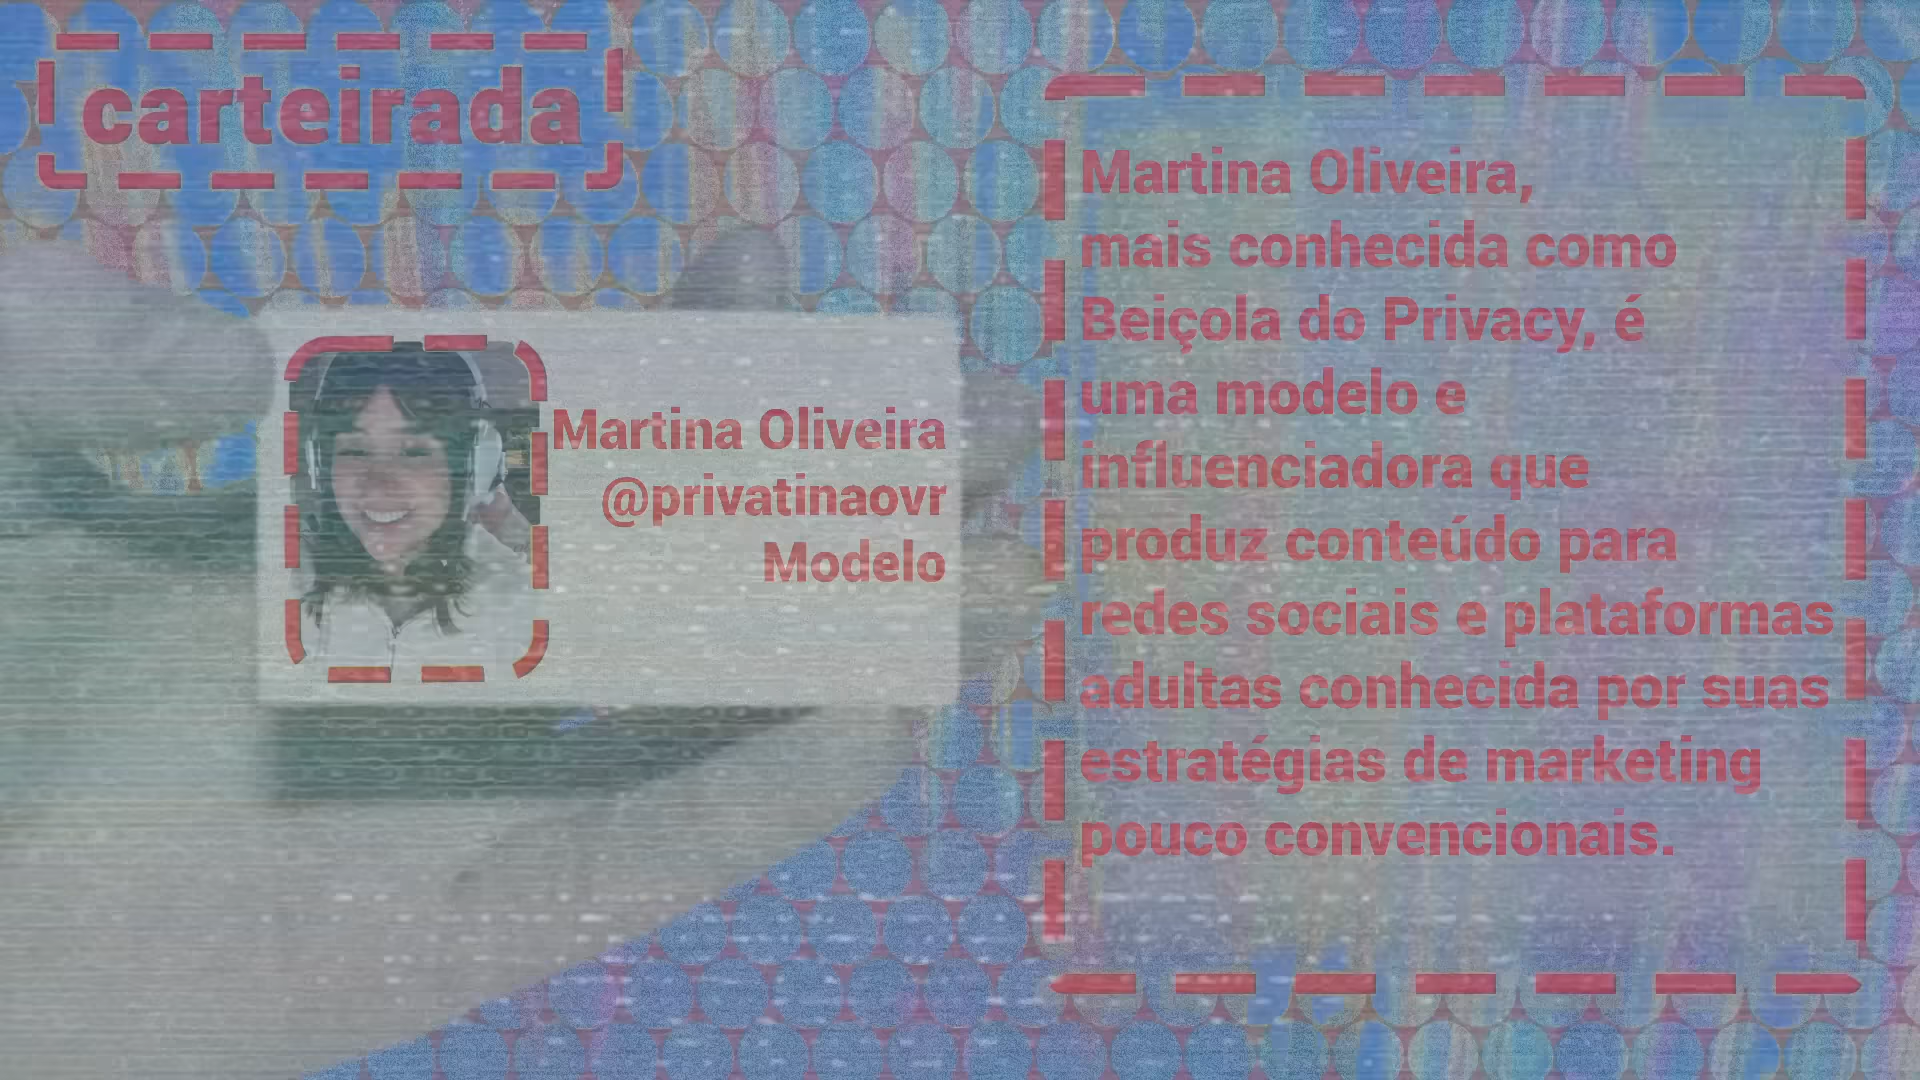 carteirada
Martina Oliveira
@privatinaovr
Modelo
Martina Oliveira,
mais conhecida como
Beiçola do Privacy, é
uma modelo e
influenciadora que
produz conteúdo para
redes sociais e plataformas
adultas conhecida por suas
estratégias de marketing
pouco convencionais.